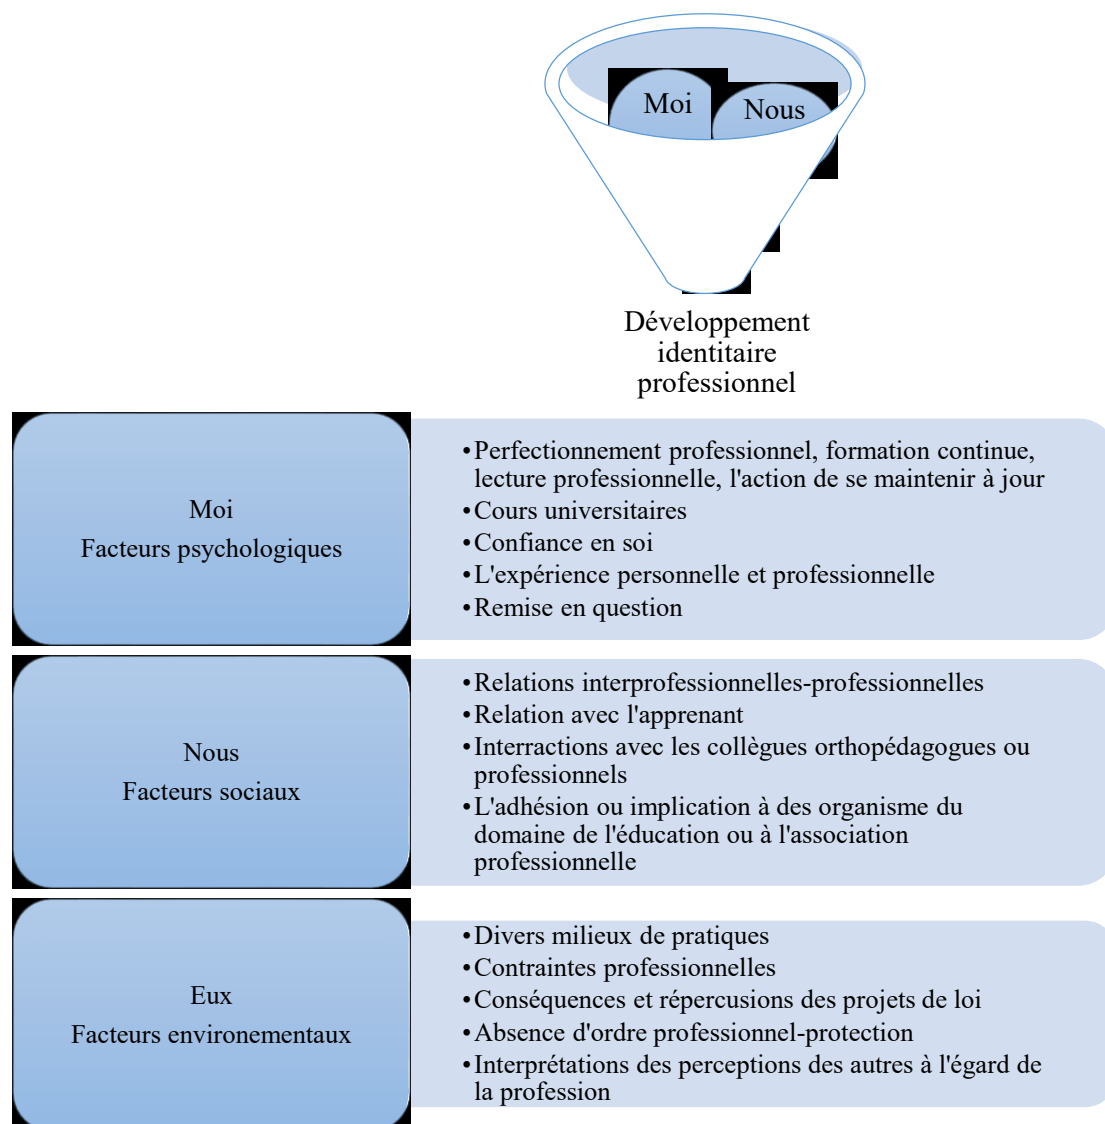 Moi
Nous
Développement
identitaire
professionnel
Moi
Facteurs psychologiques
•Perfectionnement professionnel, formation continue,
lecture professionnelle, l'action de se maintenir à jour
•Cours universitaires
•Confiance en soi
•L'expérience personnelle et professionnelle
•Remise en question
Nous
Facteurs sociaux
•Relations interprofessionnelles-professionnelles
•Relation avec l'apprenant
•Interractions avec les collègues orthopédagogues ou
professionnels
•L'adhésion ou implication à des organisme du
domaine de l'éducation ou à l'association
professionnelle
Eux
Facteurs environementaux
•Divers milieux de pratiques
•Contraintes professionnelles
•Conséquences et répercusions des projets de loi
•Absence d'ordre professionnel-protection
•Interprétations des perceptions des autres à l'égard de
la profession